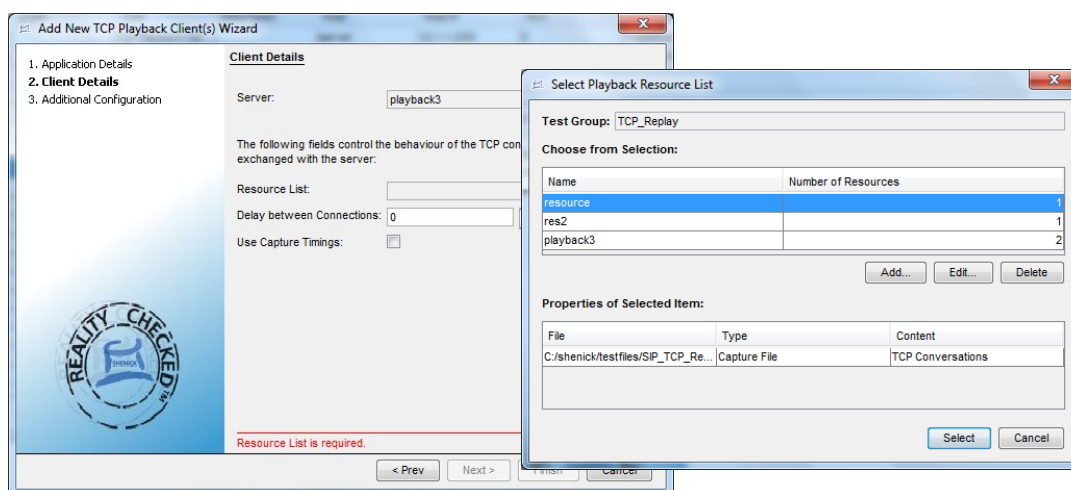 Add New TCP Playback Client(s) Wizard
1. Application Details
2. Client Details
3. Additional Configuration
Client Details
Server: playback3
The following fields control the behaviour of the TCP con
exchanged with the server:
Resource List:
Delay between Connections: 0
Use Capture Timings:
REALITY CHECKED TM
SHENICK
Resource List is required.
< Prev Next > Finish Cancel
Select Playback Resource List
Test Group: TCP_Replay
Choose from Selection:
Name Number of Resources
resource 1
res2 1
playback3 2
Add... Edit... Delete
Properties of Selected Item:
File Type Content
C:/shenick/testfiles/SIP_TCP_Re... Capture File TCP Conversations
Select Cancel